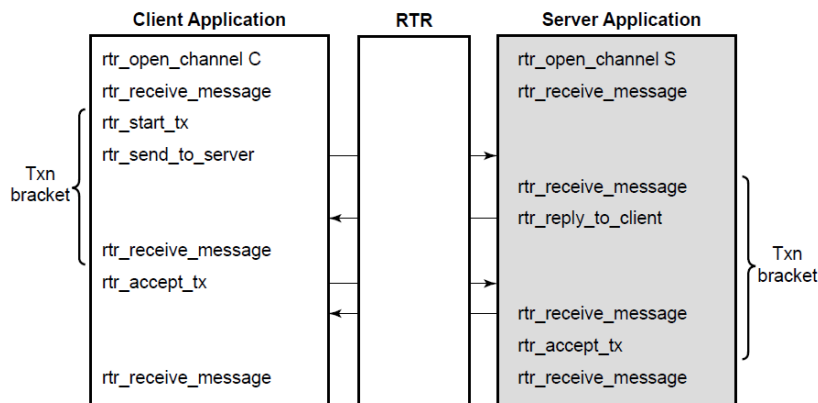 Client Application
RTR
Server Application
rtr_open_channel C
rtr_open_channel S
rtr_receive_message
rtr_receive_message
rtr_start_tx
rtr_send_to_server
Txn
bracket
rtr_receive_message
rtr_reply_to_client
rtr_receive_message
Txn
bracket
rtr_accept_tx
rtr_receive_message
rtr_accept_tx
rtr_receive_message
rtr_receive_message